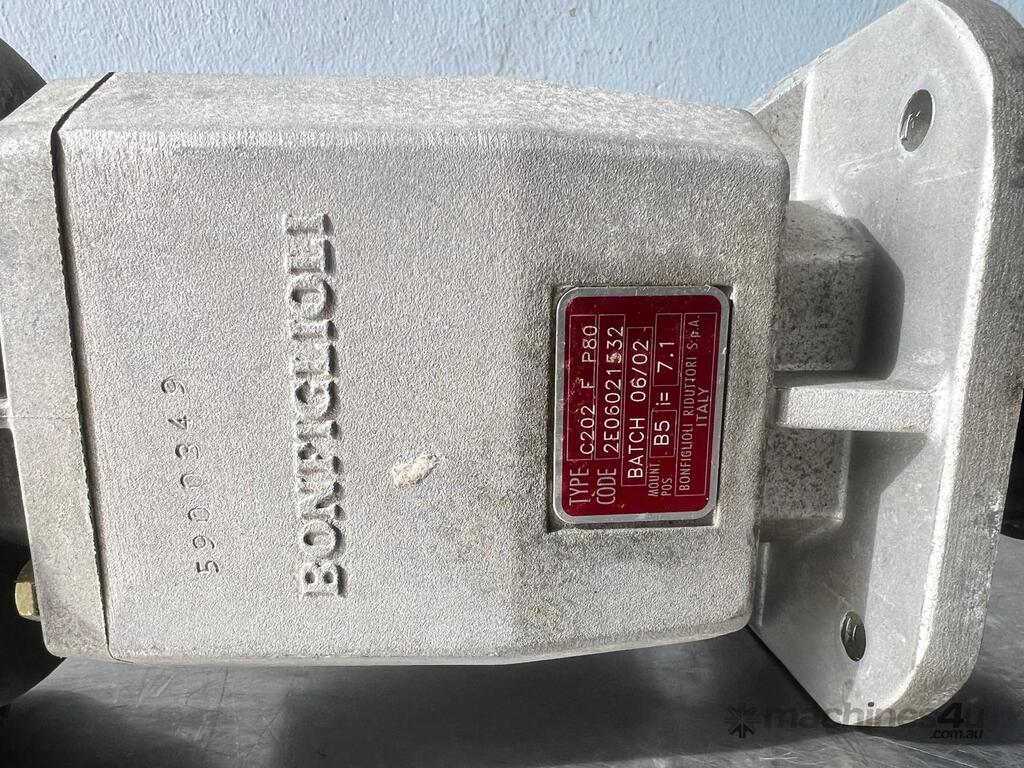 5900349
BONFIGLIOLI
TYPE C202 F P80
CODE 2E06021532
BATCH 06/02
MOUNT. POS B5 i= 7.1
BONFIGLIOLI RIDUTTORI S.p.A.
ITALY
machines4u
.com.au